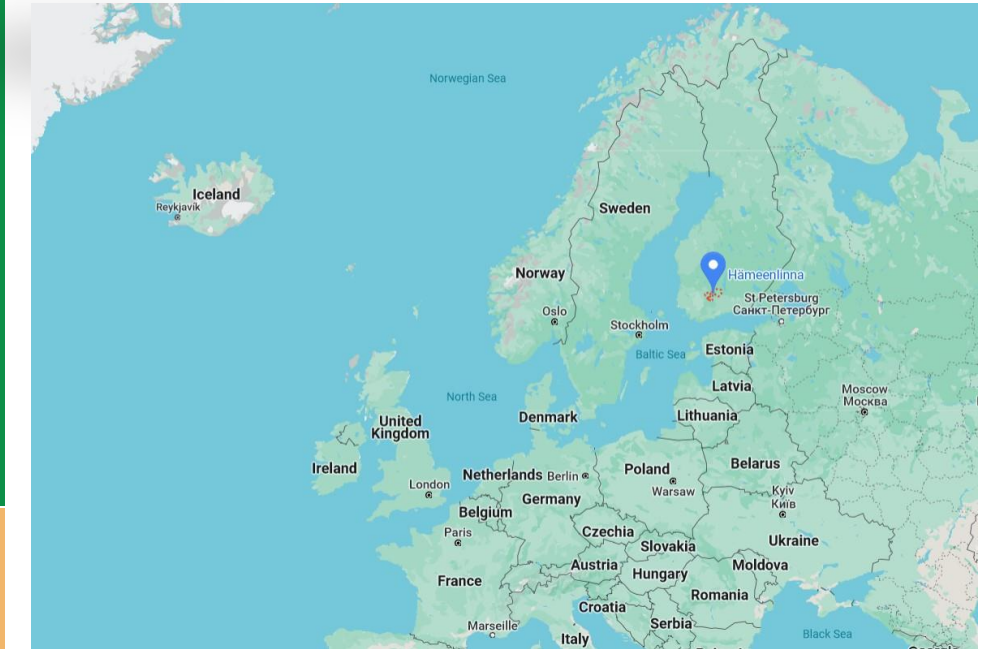 Norwegian Sea
Iceland
Reykjavík
Sweden
Norway
Hämeenlinna
St Petersburg
Санкт-Петербург
Oslo
Stockholm
Estonia
Baltic Sea
Latvia
Moscow
Москва
North Sea
Denmark
Lithuania
United
Kingdom
Ireland
Netherlands
Berlin
Poland
Belarus
London
Warsaw
Kyiv
Київ
Germany
Belgium
Paris
Czechia
Ukraine
Slovakia
Austria
Moldova
France
Hungary
Romania
Croatia
Marseille
Serbia
Italy
Black Sea